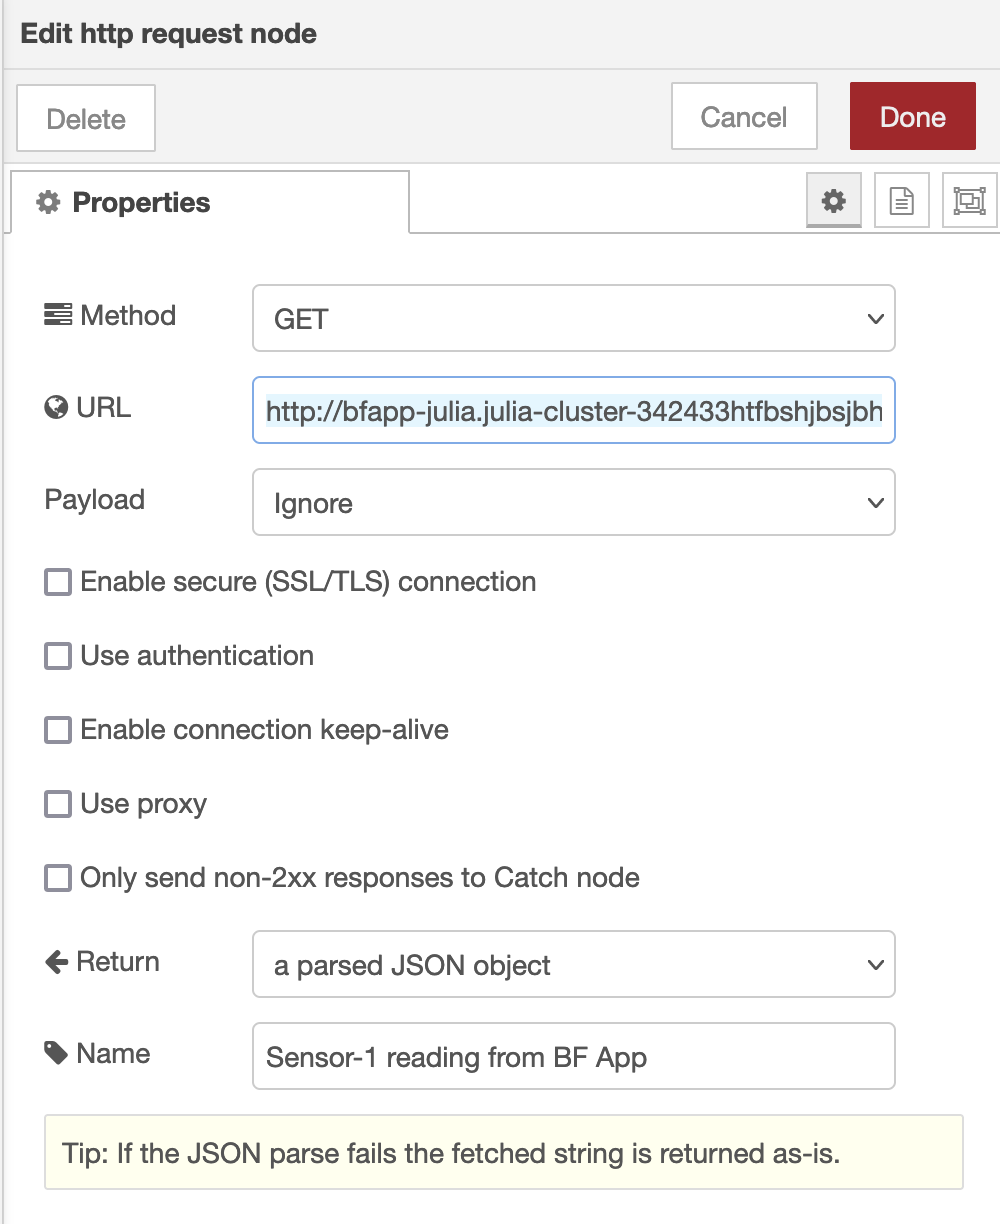 Edit http request node
Delete
Cancel
Done
Properties
Method
GET
URL
http://bfapp-julia.julia-cluster-342433htfbshjbsjbh
Payload
Ignore
Enable secure (SSL/TLS) connection
Use authentication
Enable connection keep-alive
Use proxy
Only send non-2xx responses to Catch node
Return
a parsed JSON object
Name
Sensor-1 reading from BF App
Tip: If the JSON parse fails the fetched string is returned as-is.